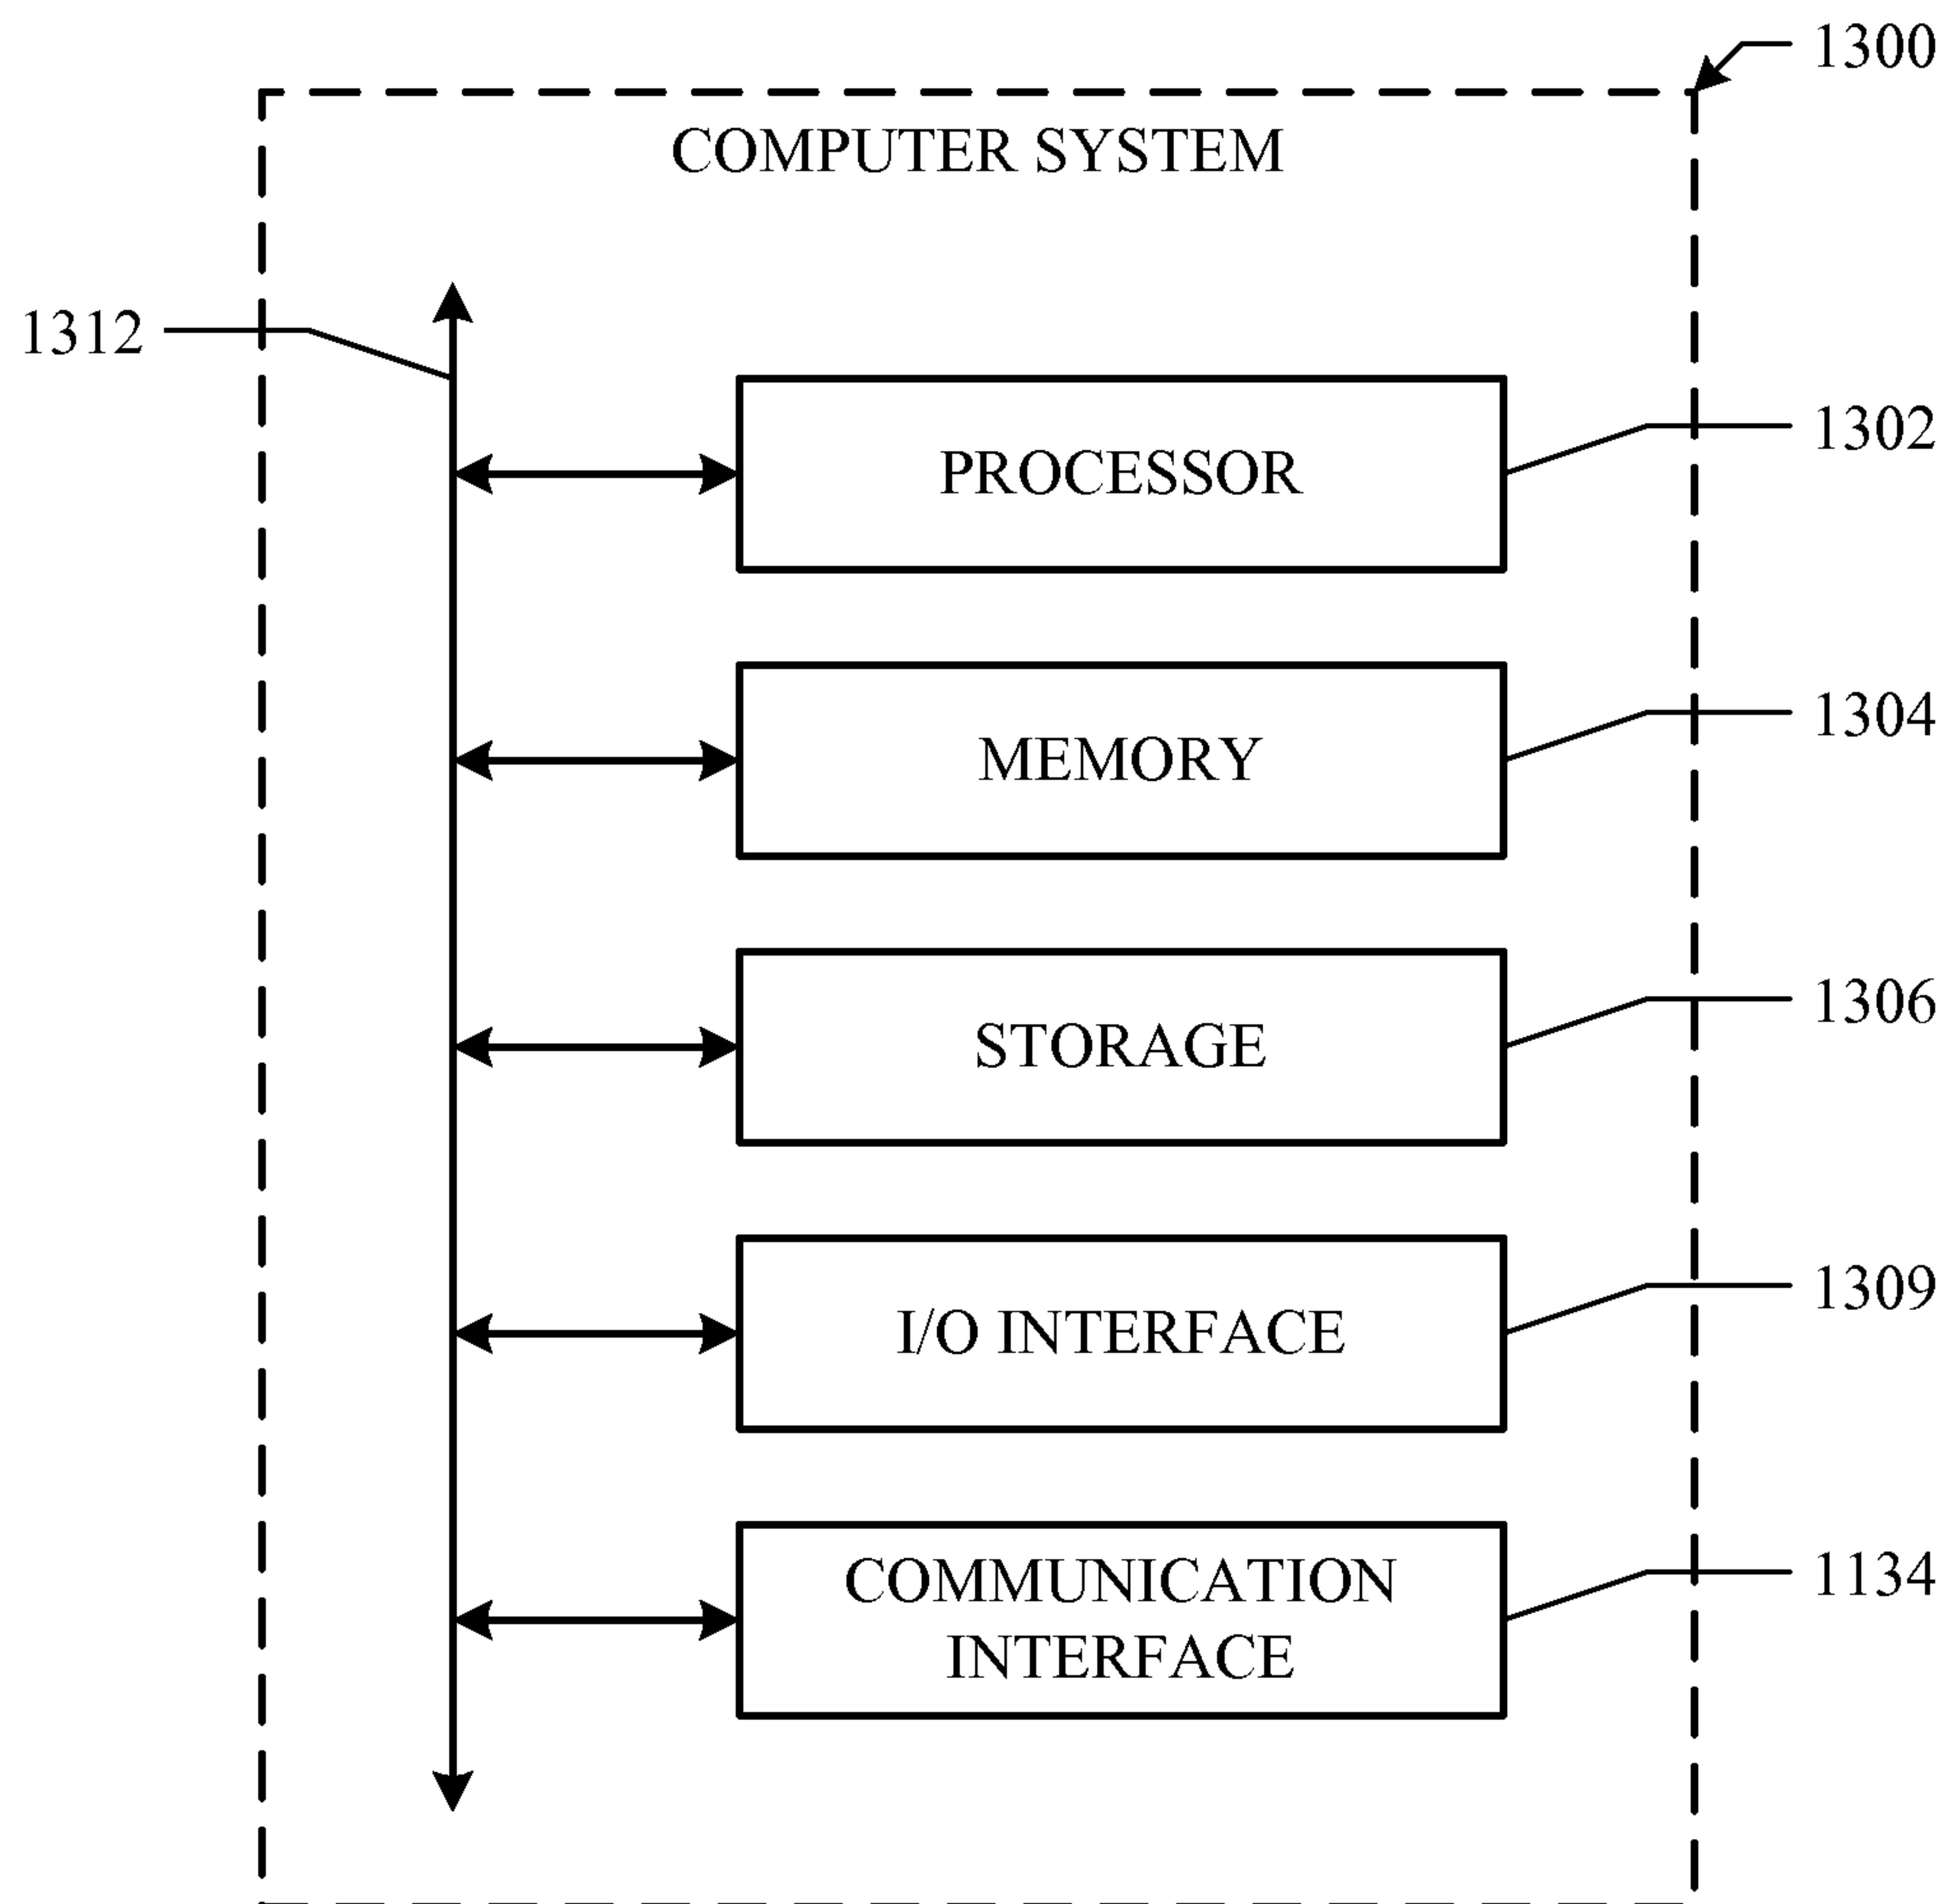 1300
COMPUTER SYSTEM
1312
PROCESSOR
1302
MEMORY
1304
STORAGE
1306
I/O INTERFACE
1309
COMMUNICATION
INTERFACE
1134